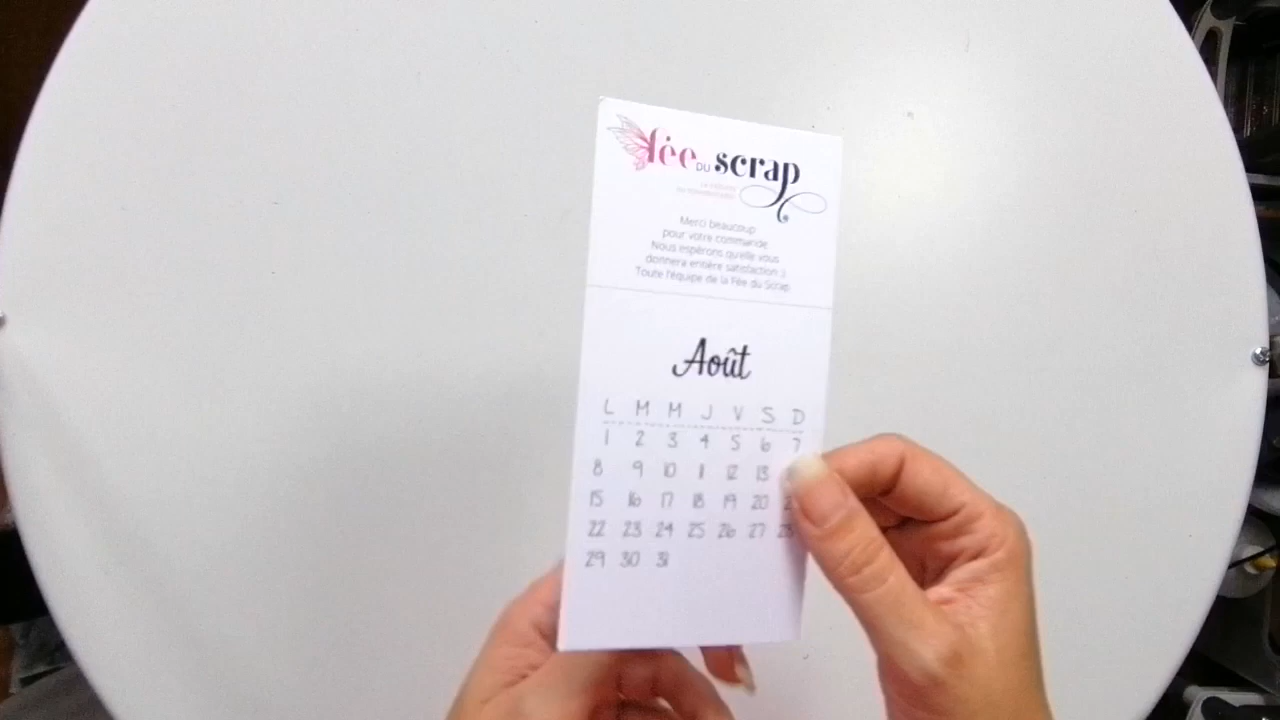 fée DU scrap
Merci beaucoup
pour votre commande
Nous espérons qu'elle vous
donnera entière satisfaction :)
Toute l'équipe de la Fée du Scrap
Août
L M M J V S D
1 2 3 4 5 6 7
8 9 10 11 12 13
15 16 17 18 19 20
22 23 24 25 26 27 28
29 30 31